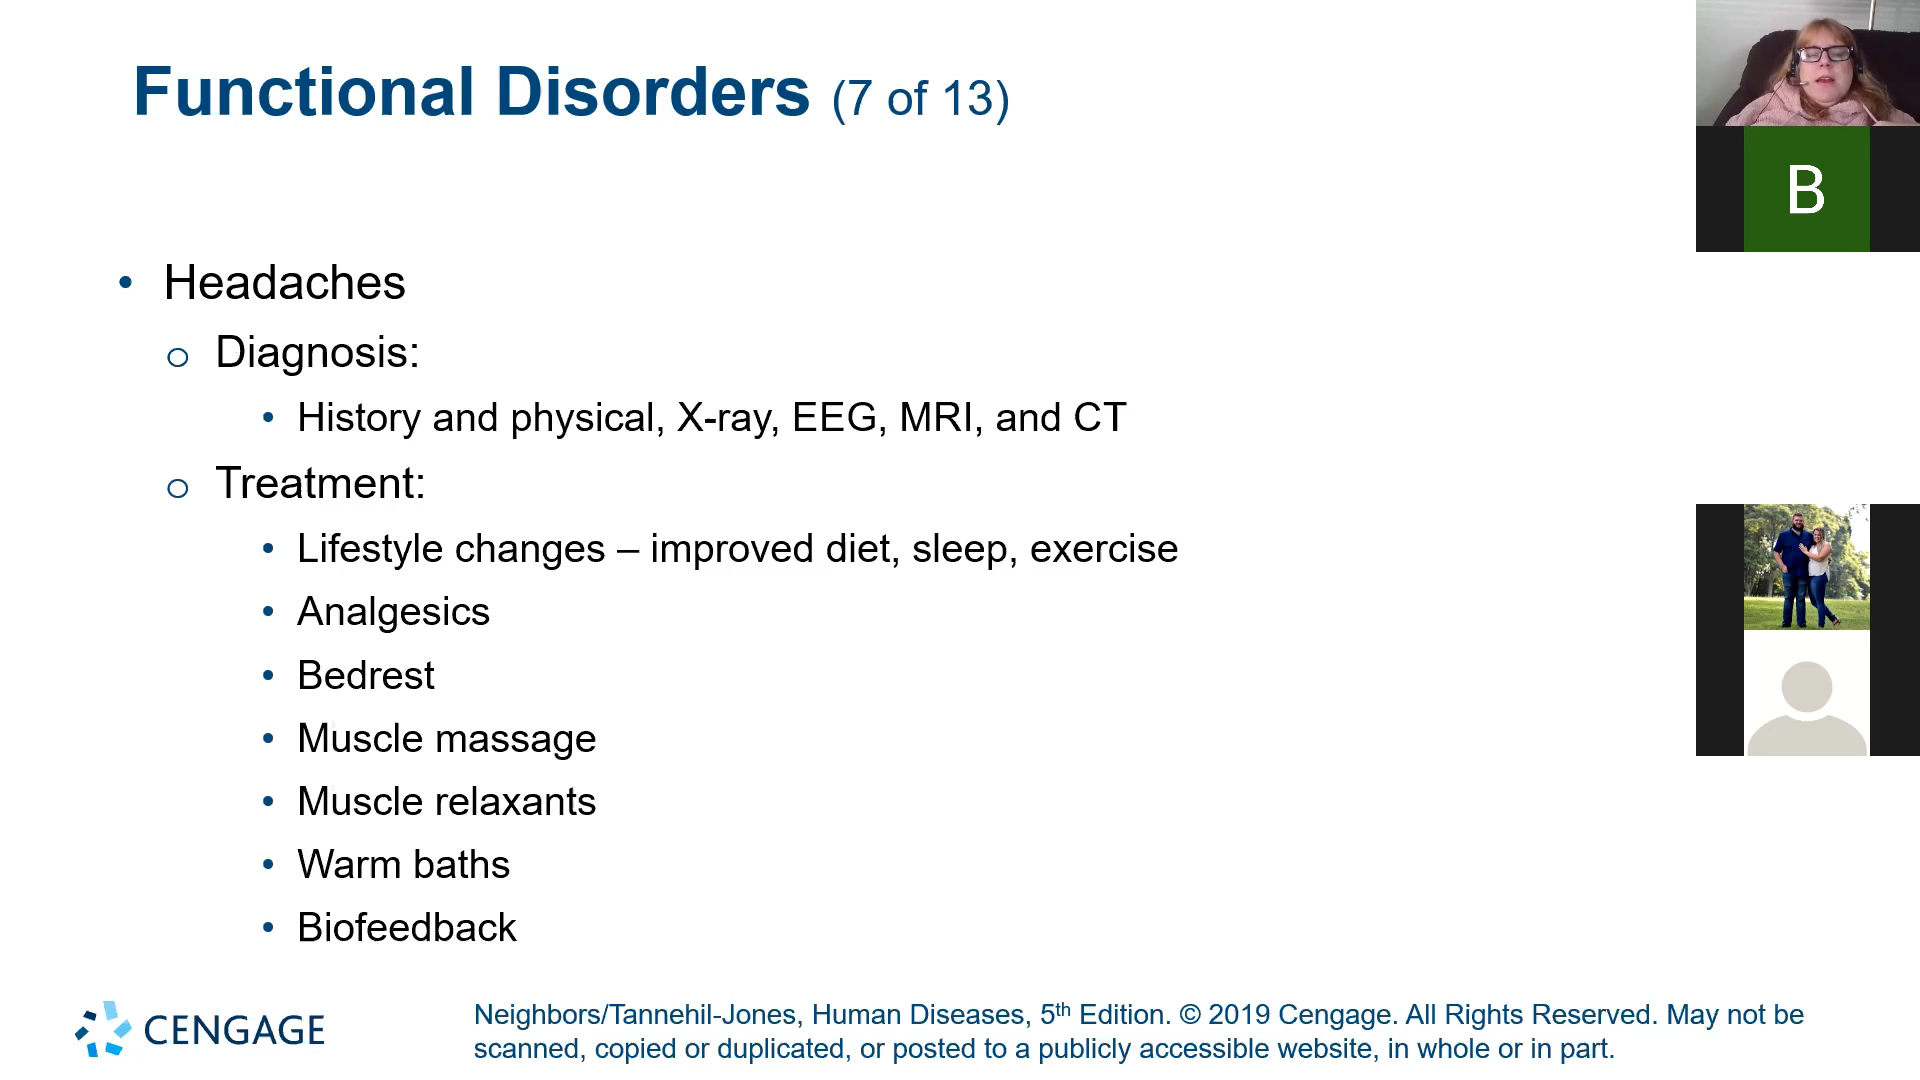 Functional Disorders (7 of 13)
B
• Headaches
o Diagnosis:
• History and physical, X-ray, EEG, MRI, and CT
o Treatment:
• Lifestyle changes – improved diet, sleep, exercise
• Analgesics
• Bedrest
• Muscle massage
• Muscle relaxants
• Warm baths
• Biofeedback
CENGAGE
Neighbors/Tannehil-Jones, Human Diseases, 5th Edition. © 2019 Cengage. All Rights Reserved. May not be
scanned, copied or duplicated, or posted to a publicly accessible website, in whole or in part.